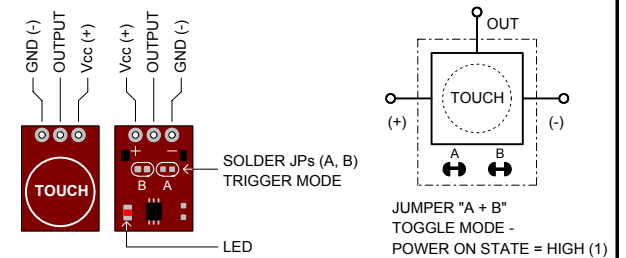 GND (-)
OUTPUT
Vcc (+)
Vcc (+)
OUTPUT
GND (-)
TOUCH
+ −
B A
SOLDER JPs (A, B)
TRIGGER MODE
LED
OUT
TOUCH
(+)
(-)
A B
JUMPER "A + B"
TOGGLE MODE -
POWER ON STATE = HIGH (1)